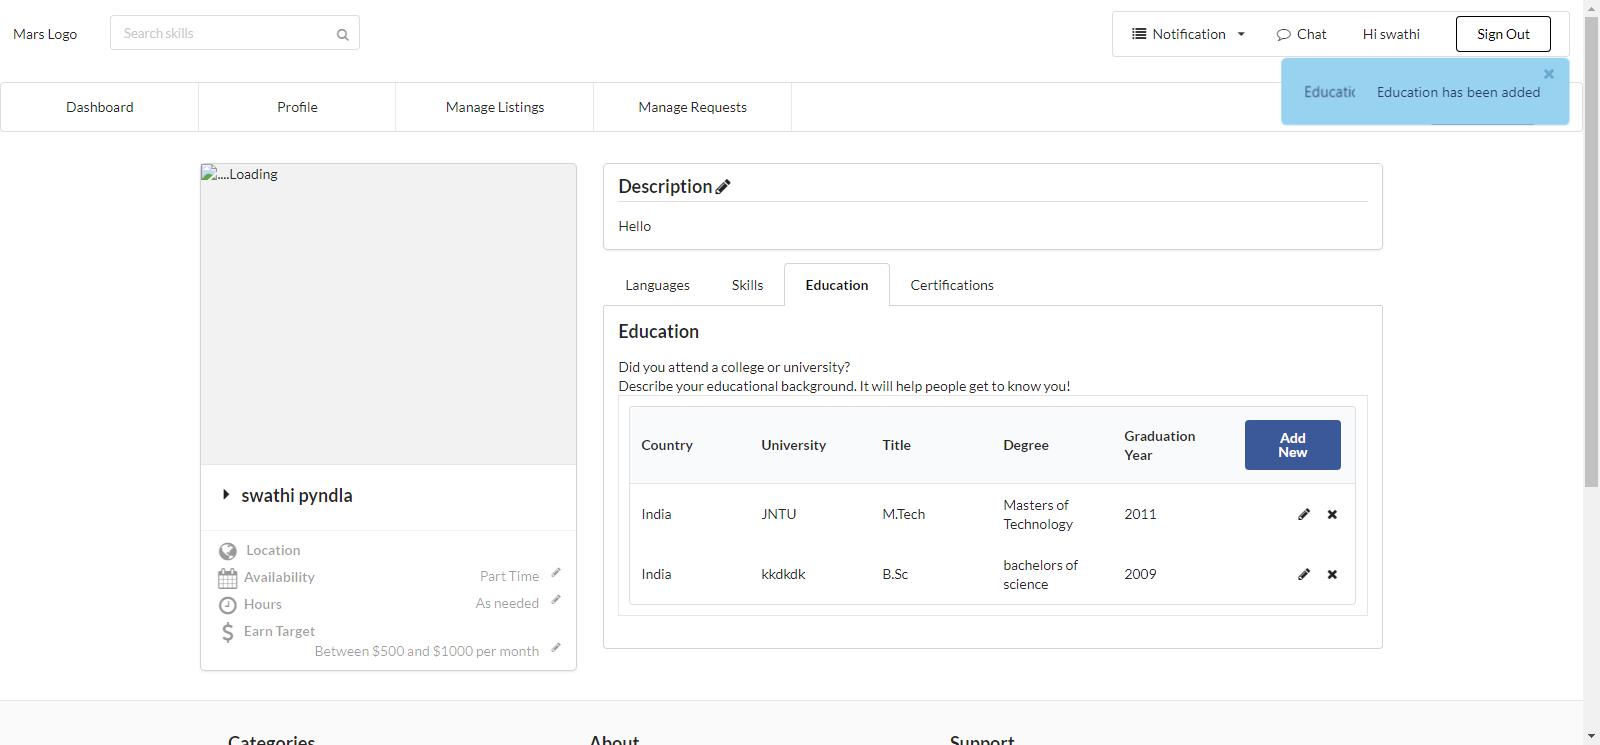 Mars Logo
Search skills
Notification
Chat
Hi swathi
Sign Out
Education has been added
Dashboard
Profile
Manage Listings
Manage Requests
....Loading
swathi pyndla
Location
Availability
Part Time
Hours
As needed
Earn Target
Between $500 and $1000 per month
Description
Hello
Languages
Skills
Education
Certifications
Education
Did you attend a college or university?
Describe your educational background. It will help people get to know you!
Country
University
Title
Degree
Graduation
Year
Add
New
India
JNTU
M.Tech
Masters of
Technology
2011
India
kkdkdk
B.Sc
bachelors of
science
2009
Categories
About
Support